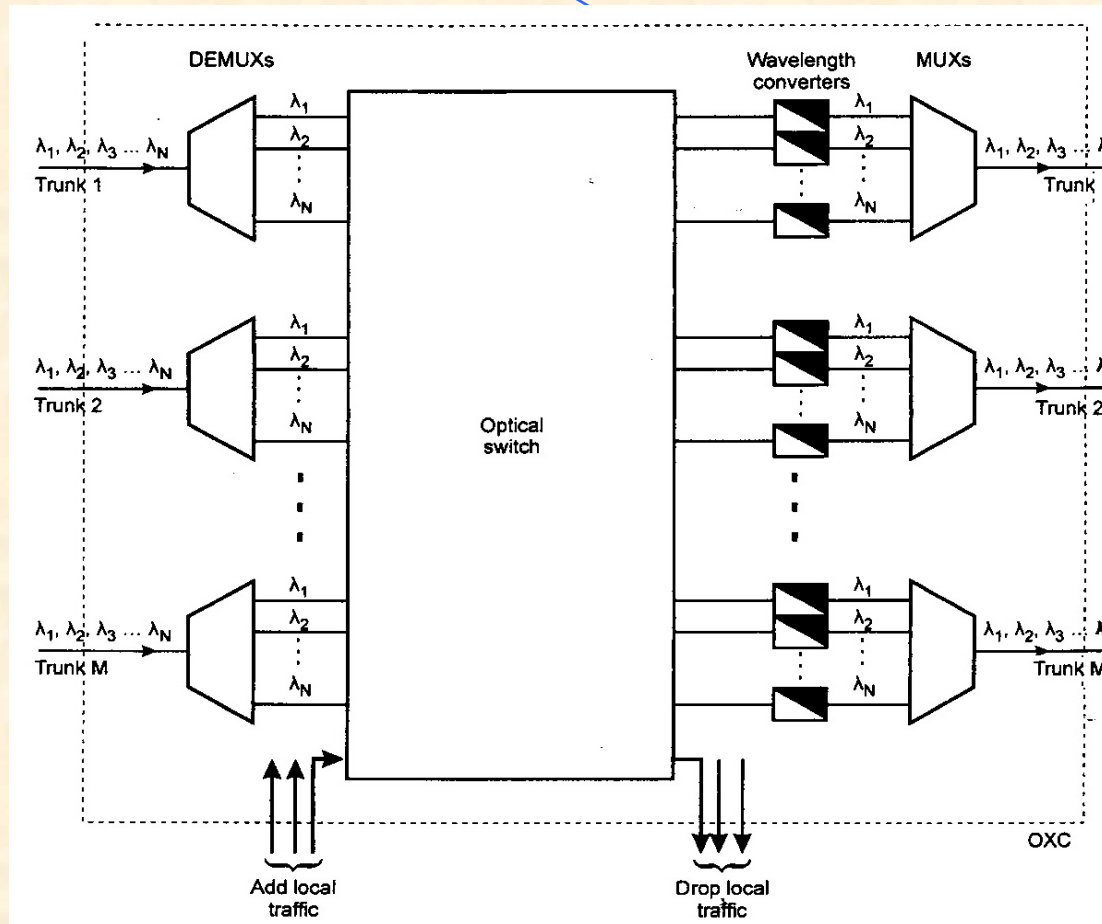 DEMUXs
Wavelength
converters
MUXs
λ1, λ2, λ3 ... λN
Trunk 1
λ1
λ2
λN
λ1
λ2
λN
λ1, λ2, λ3 ...
Trunk
λ1, λ2, λ3 ... λN
Trunk 2
λ1
λ2
λN
Optical
switch
λ1
λ2
λN
λ1, λ2, λ3 ...
Trunk 2
λ1, λ2, λ3 ... λN
Trunk M
λ1
λ2
λN
λ1
λ2
λN
λ1, λ2, λ3 ...
Trunk M
OXC
Add local
traffic
Drop local
traffic